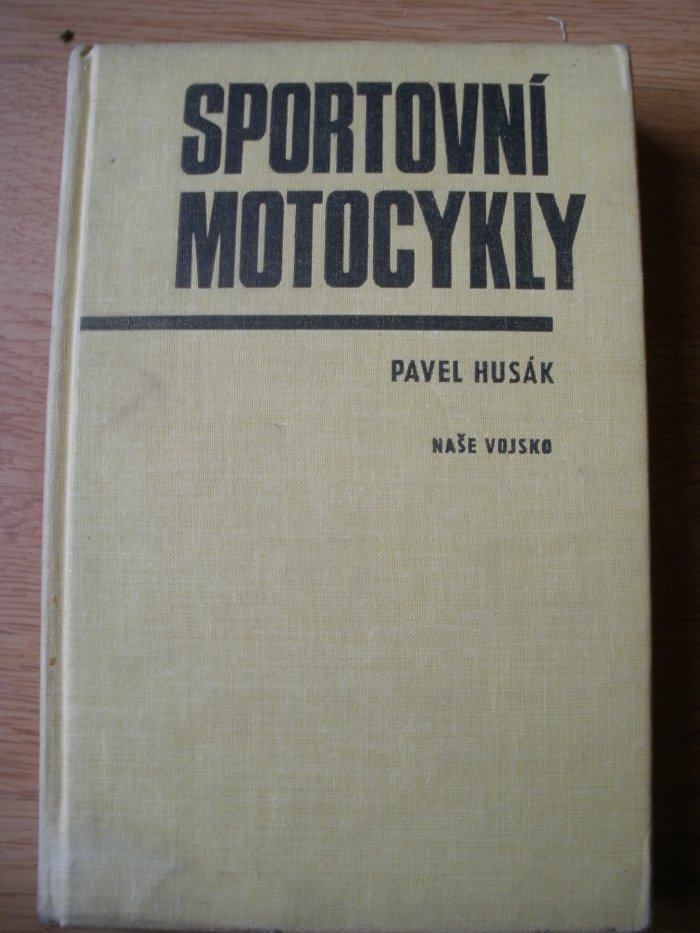 SPORTOVNÍ
MOTOCYKLY
PAVEL HUSÁK
NAŠE VOJSKO